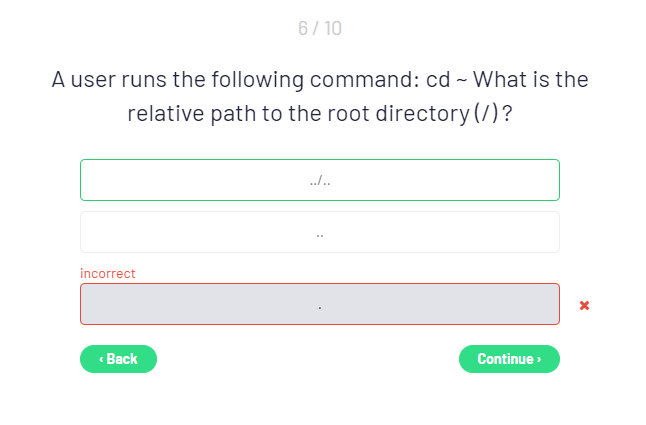 6 / 10
A user runs the following command: cd ~ What is the
relative path to the root directory (/) ?
../..
..
incorrect
.
‹ Back
Continue ›